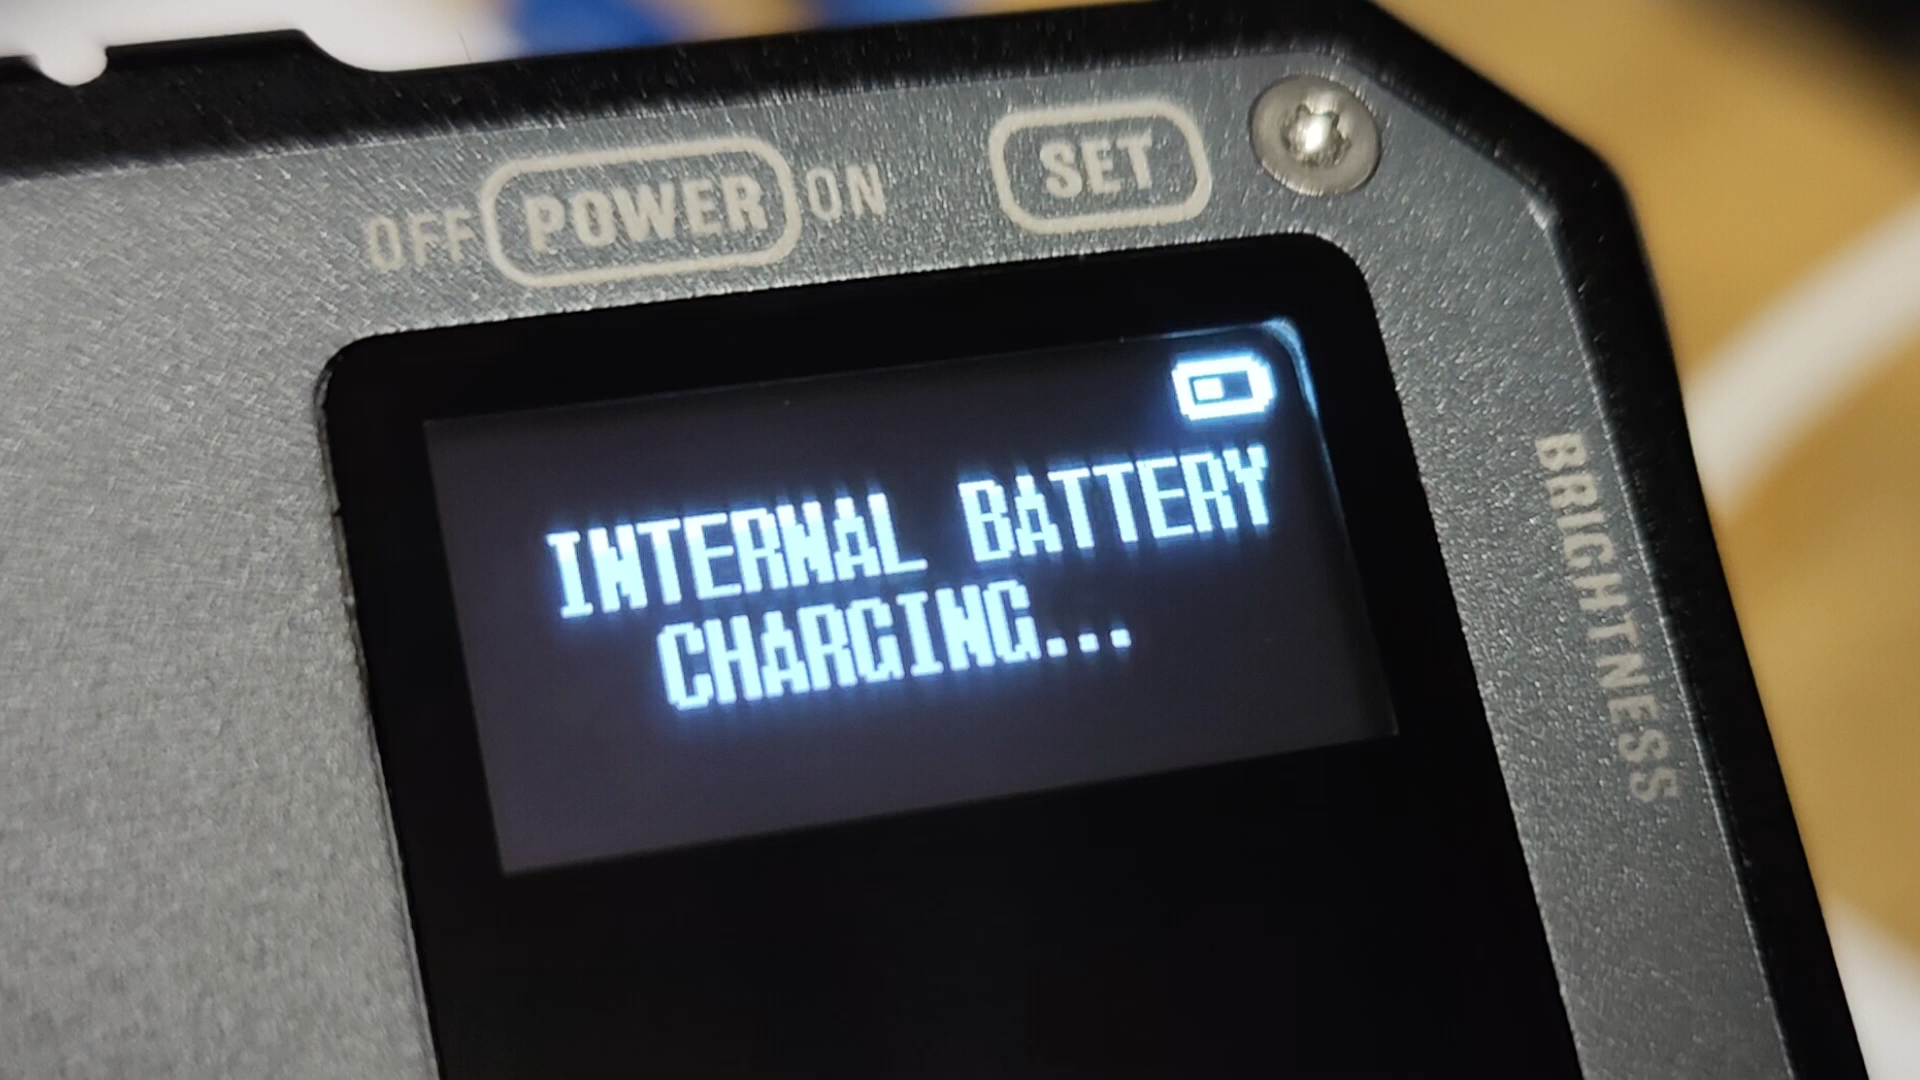 OFF POWER ON SET
INTERNAL BATTERY
CHARGING...
BRIGHTNESS